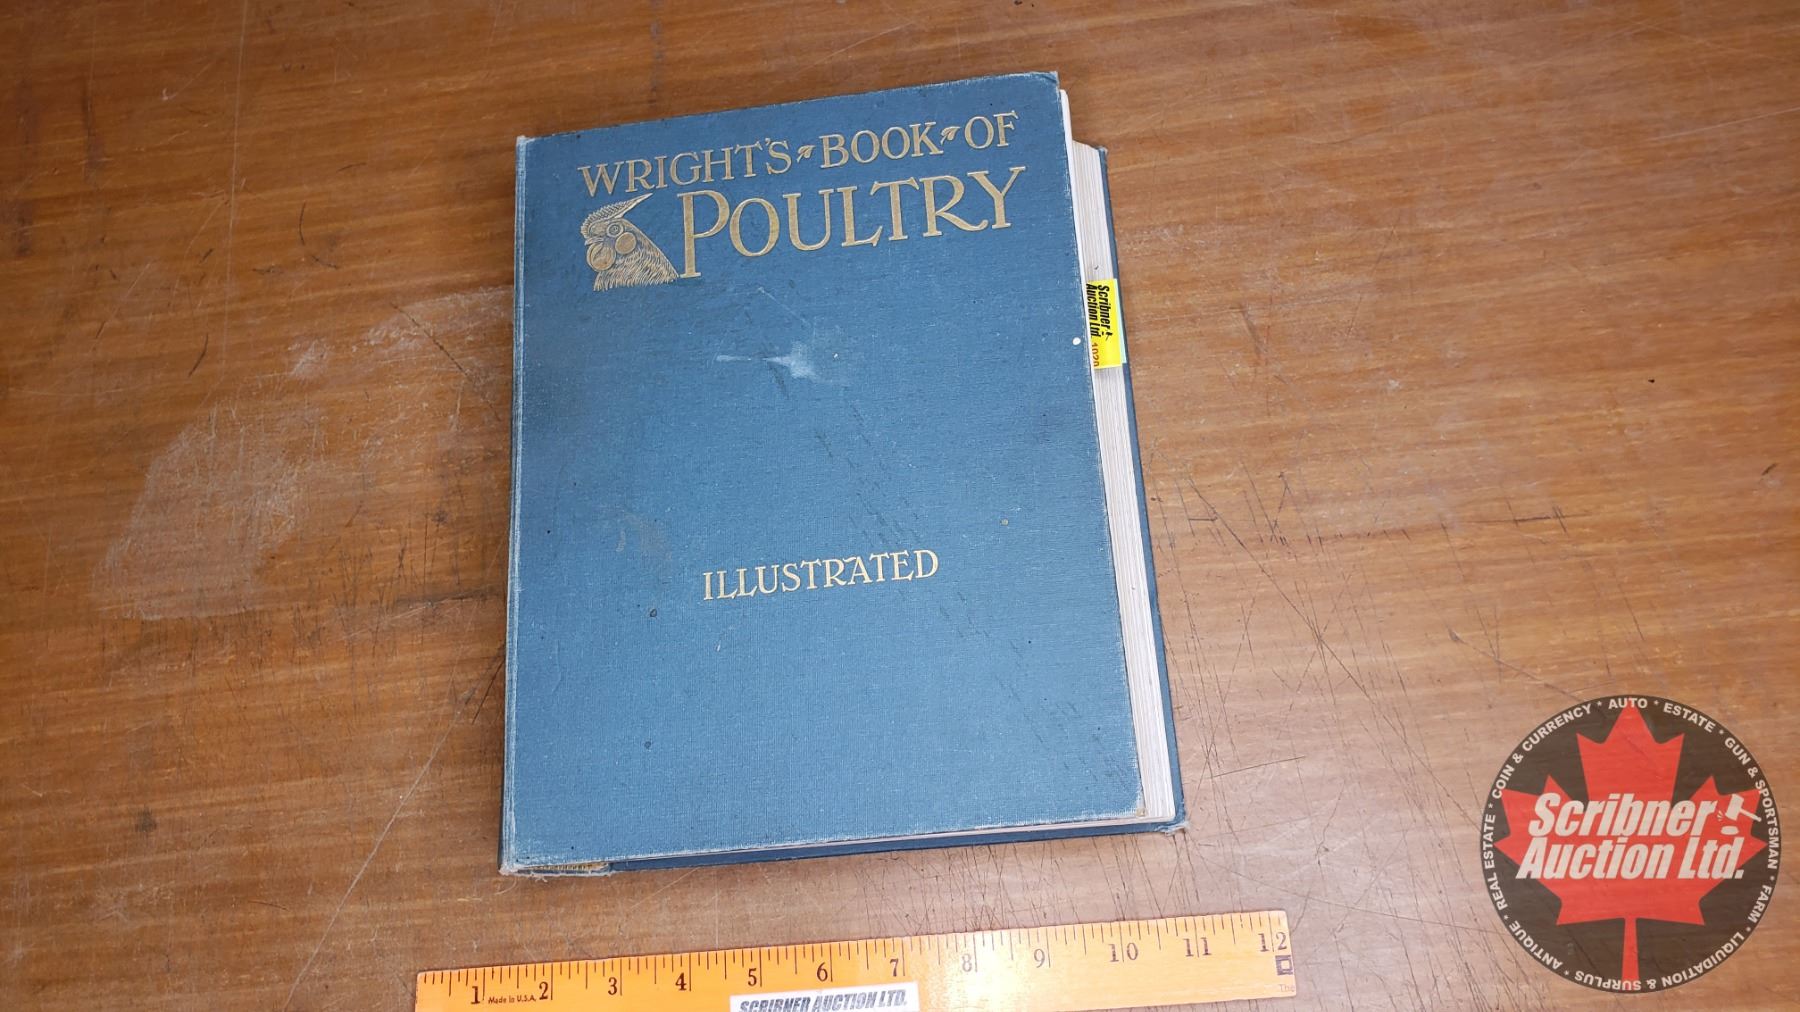 WRIGHT'S BOOK OF
POULTRY
ILLUSTRATED
Scribner
Auction Ltd
1 2 3 4 5 6 7 8 9 10 11 12
Made in U.S.A.
The
SCRIBNER AUCTION LTD.
COIN & CURRENCY * AUTO * ESTATE * GUN & SPORTSMAN * FARM * LIQUIDATION & SURPLUS * ANTIQUE * REAL ESTATE *
Scribner
Auction Ltd.